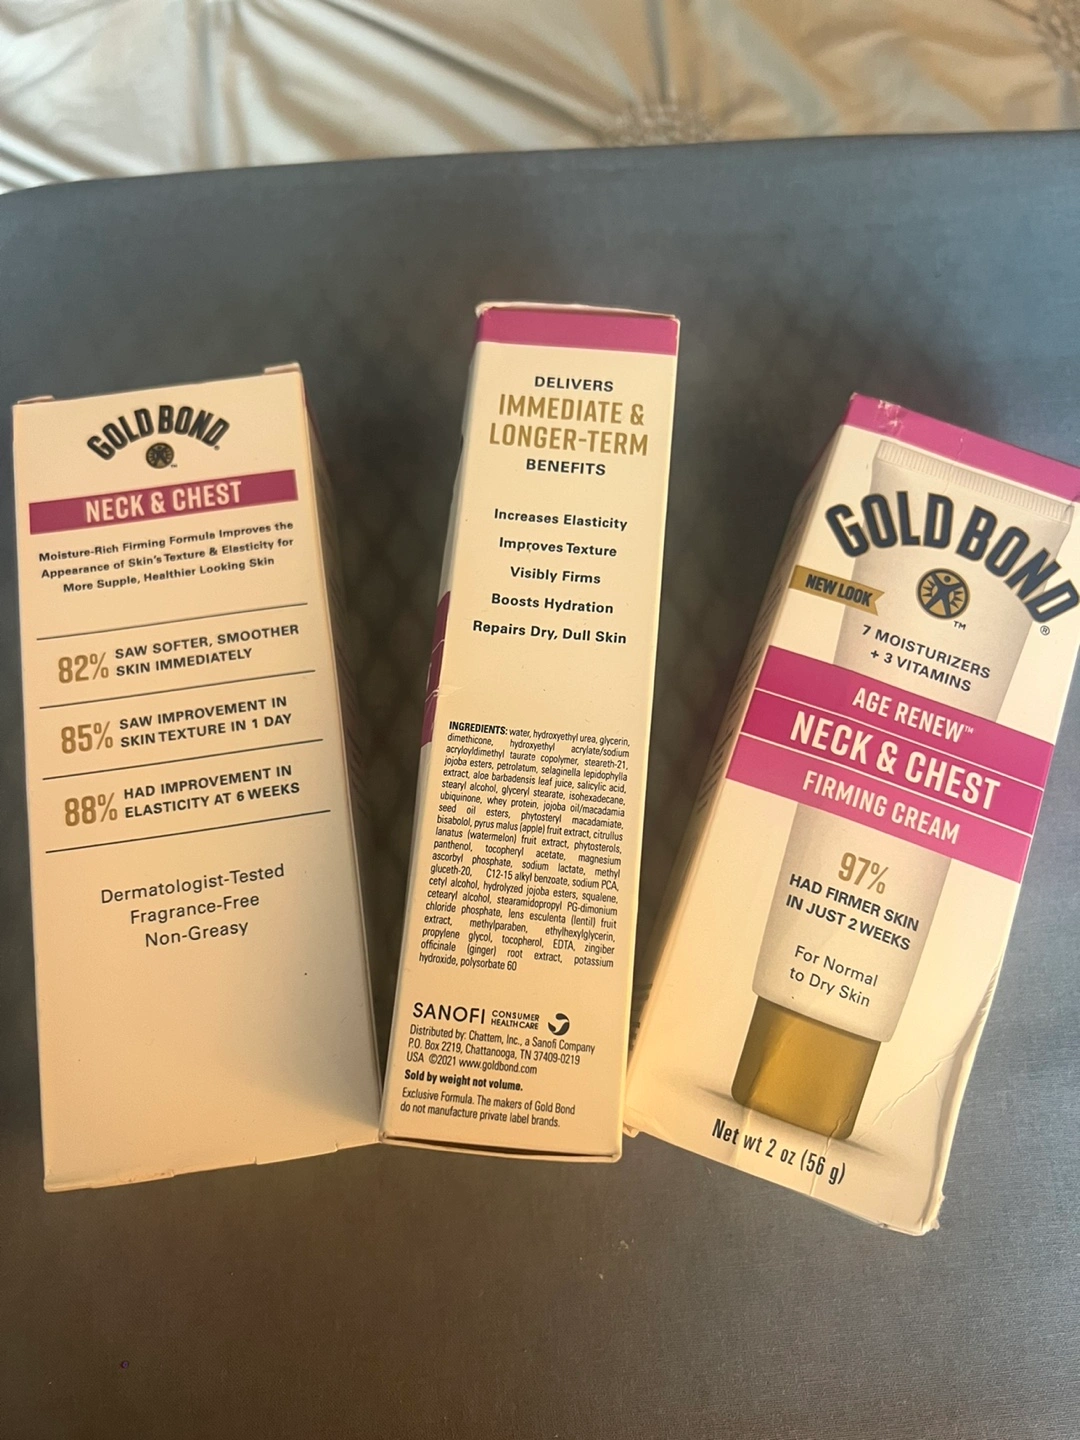 GOLD BOND®
TM
NECK & CHEST
Moisture-Rich Firming Formula Improves the
Appearance of Skin's Texture & Elasticity for
More Supple, Healthier Looking Skin
82% SAW SOFTER, SMOOTHER
SKIN IMMEDIATELY
85% SAW IMPROVEMENT IN
SKIN TEXTURE IN 1 DAY
88% HAD IMPROVEMENT IN
ELASTICITY AT 6 WEEKS
Dermatologist-Tested
Fragrance-Free
Non-Greasy
DELIVERS
IMMEDIATE &
LONGER-TERM
BENEFITS
Increases Elasticity
Improves Texture
Visibly Firms
Boosts Hydration
Repairs Dry, Dull Skin
INGREDIENTS: water, hydroxyethyl urea, glycerin,
dimethicone, hydroxyethyl acrylate/sodium
acryloyldimethyl taurate copolymer, steareth-21,
jojoba esters, petrolatum, selaginella lepidophylla
extract, aloe barbadensis leaf juice, salicylic acid,
stearyl alcohol, glyceryl stearate, isohexadecane,
ubiquinone, whey protein, jojoba oil/macadamia
seed oil esters, phytosteryl macadamiate,
bisabolol, pyrus malus (apple) fruit extract, citrullus
lanatus (watermelon) fruit extract, phytosterols,
panthenol, tocopheryl acetate, magnesium
ascorbyl phosphate, sodium lactate, methyl
gluceth-20, C12-15 alkyl benzoate, sodium PCA,
cetyl alcohol, hydrolyzed jojoba esters, squalene,
cetearyl alcohol, stearamidopropyl PG-dimonium
chloride phosphate, lens esculenta (lentil) fruit
extract, methylparaben, ethylhexylglycerin,
propylene glycol, tocopherol, EDTA, zingiber
officinale (ginger) root extract, potassium
hydroxide, polysorbate 60
SANOFI CONSUMER
HEALTHCARE
Distributed by: Chattem, Inc., a Sanofi Company
P.O. Box 2219, Chattanooga, TN 37409-0219
USA ©2021 www.goldbond.com
Sold by weight not volume.
Exclusive Formula. The makers of Gold Bond
do not manufacture private label brands.
GOLD BOND®
NEW LOOK
TM
7 MOISTURIZERS
+ 3 VITAMINS
AGE RENEW™
NECK & CHEST
FIRMING CREAM
97%
HAD FIRMER SKIN
IN JUST 2 WEEKS
For Normal
to Dry Skin
Net wt 2 oz (56 g)